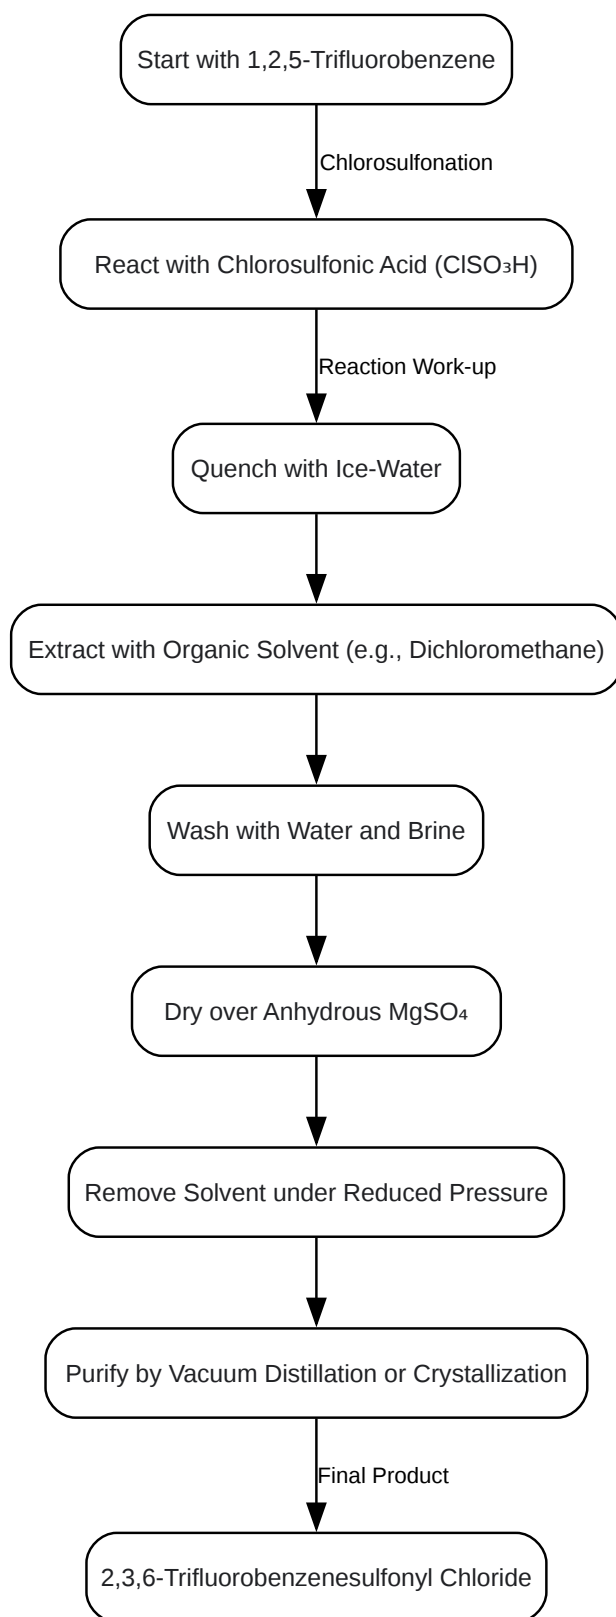 Start with 1,2,5-Trifluorobenzene
Chlorosulfonation
React with Chlorosulfonic Acid (ClSO₃H)
Reaction Work-up
Quench with Ice-Water
Extract with Organic Solvent (e.g., Dichloromethane)
Wash with Water and Brine
Dry over Anhydrous MgSO₄
Remove Solvent under Reduced Pressure
Purify by Vacuum Distillation or Crystallization
Final Product
2,3,6-Trifluorobenzenesulfonyl Chloride